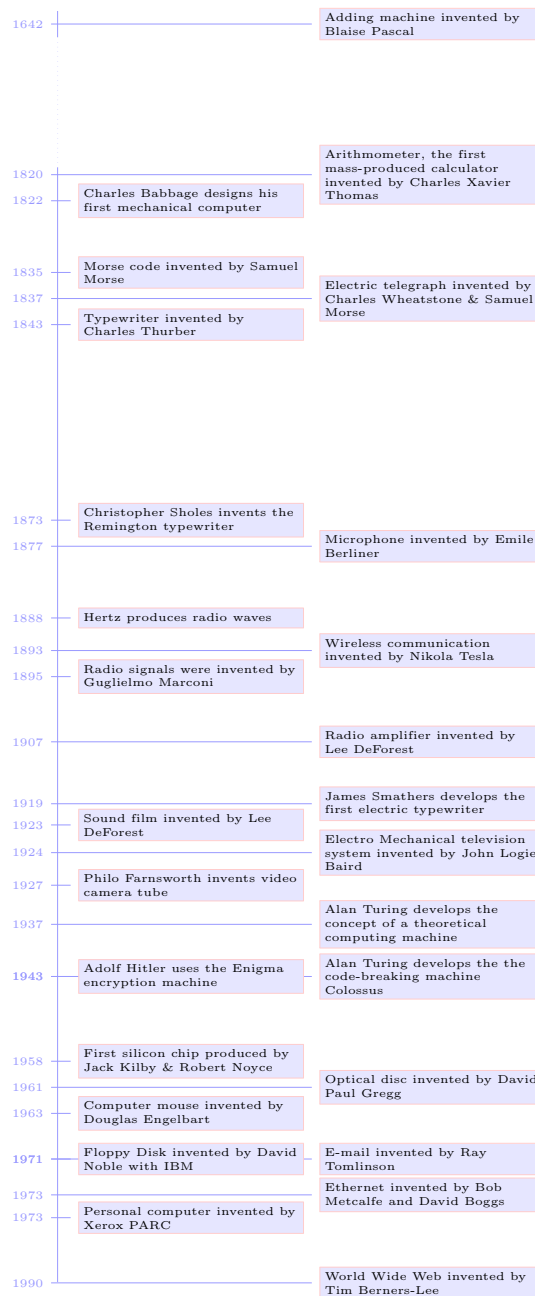 1642
Adding machine invented by
Blaise Pascal
1820
Arithmometer, the first
mass-produced calculator
invented by Charles Xavier
Thomas
1822
Charles Babbage designs his
first mechanical computer
1835
Morse code invented by Samuel
Morse
1837
Electric telegraph invented by
Charles Wheatstone & Samuel
Morse
1843
Typewriter invented by
Charles Thurber
1873
Christopher Sholes invents the
Remington typewriter
1877
Microphone invented by Emile
Berliner
1888
Hertz produces radio waves
1893
Wireless communication
invented by Nikola Tesla
1895
Radio signals were invented by
Guglielmo Marconi
1907
Radio amplifier invented by
Lee DeForest
1919
James Smathers develops the
first electric typewriter
1923
Sound film invented by Lee
DeForest
1924
Electro Mechanical television
system invented by John Logie
Baird
1927
Philo Farnsworth invents video
camera tube
1937
Alan Turing develops the
concept of a theoretical
computing machine
1943
Adolf Hitler uses the Enigma
encryption machine
Alan Turing develops the the
code-breaking machine
Colossus
1958
First silicon chip produced by
Jack Kilby & Robert Noyce
1961
Optical disc invented by David
Paul Gregg
1963
Computer mouse invented by
Douglas Engelbart
1971
Floppy Disk invented by David
Noble with IBM
E-mail invented by Ray
Tomlinson
1973
Ethernet invented by Bob
Metcalfe and David Boggs
1973
Personal computer invented by
Xerox PARC
1990
World Wide Web invented by
Tim Berners-Lee